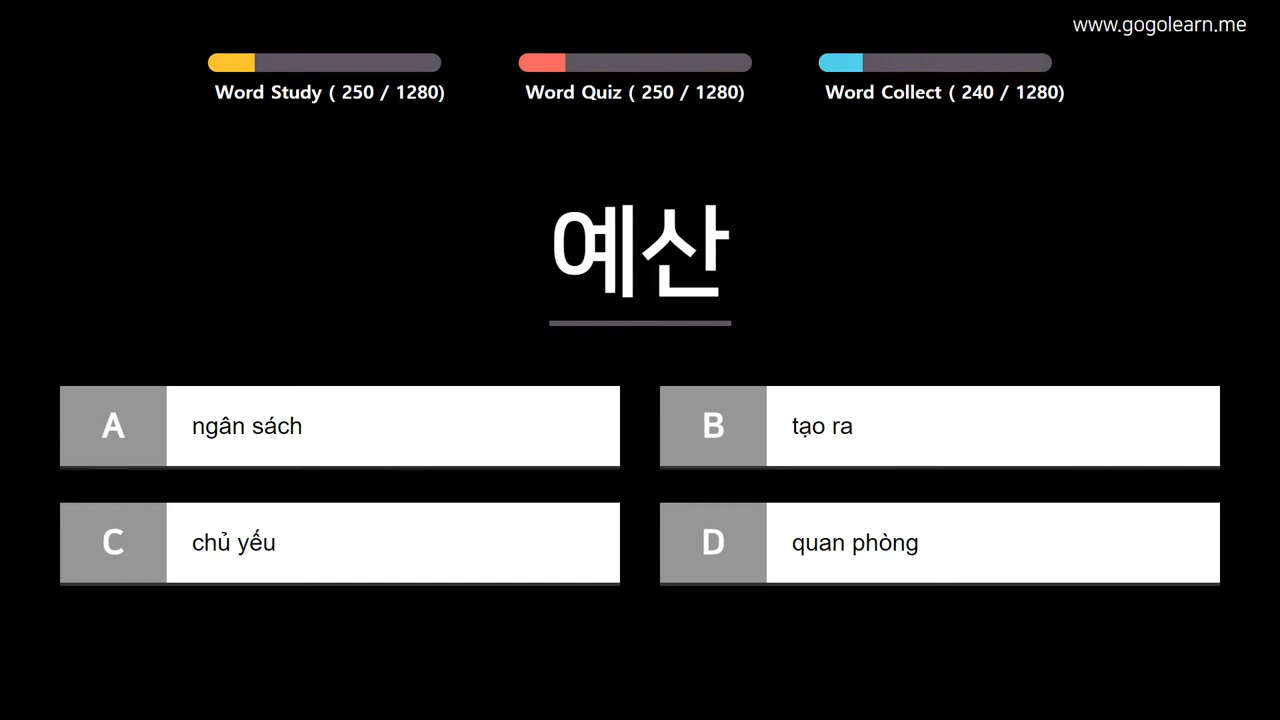 www.gogolearn.me
Word Study ( 250 / 1280)
Word Quiz ( 250 / 1280)
Word Collect ( 240 / 1280)
예산
A
ngân sách
B
tạo ra
C
chủ yếu
D
quan phòng